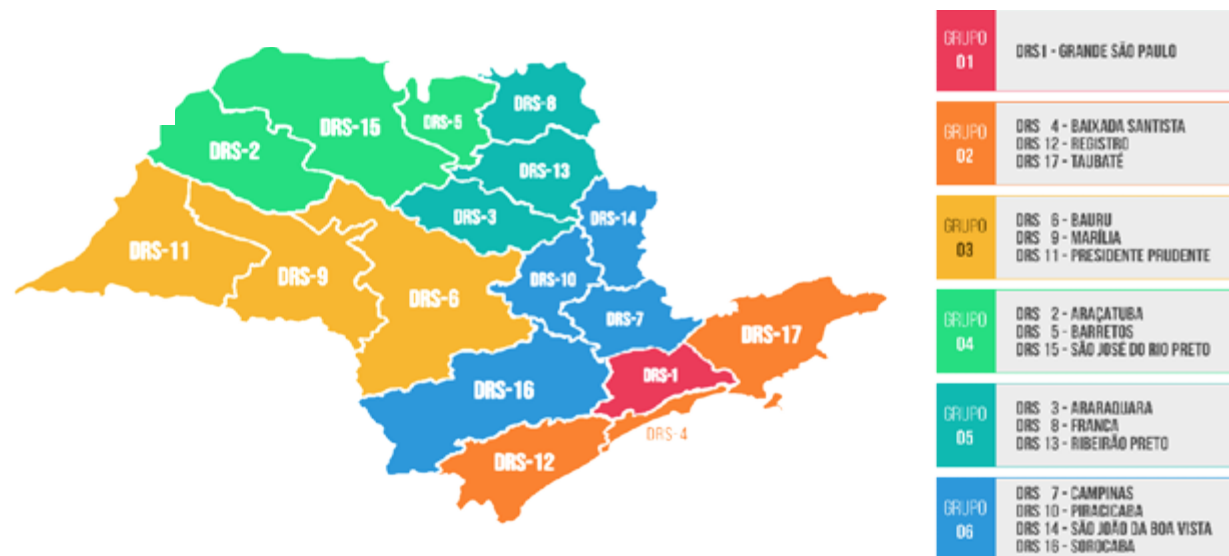 DRS-8
DRS-15
DRS-5
DRS-2
DRS-13
DRS-3
DRS-14
DRS-11
DRS-9
DRS-10
DRS-6
DRS-7
DRS-17
DRS-1
DRS-16
DRS-4
DRS-12
GRUPO
01
DRS 1 - GRANDE SÃO PAULO
GRUPO
02
DRS 4 - BAIXADA SANTISTA
DRS 12 - REGISTRO
DRS 17 - TAUBATÉ
GRUPO
03
DRS 6 - BAURU
DRS 9 - MARÍLIA
DRS 11 - PRESIDENTE PRUDENTE
GRUPO
04
DRS 2 - ARAÇATUBA
DRS 5 - BARRETOS
DRS 15 - SÃO JOSÉ DO RIO PRETO
GRUPO
05
DRS 3 - ARARAQUARA
DRS 8 - FRANCA
DRS 13 - RIBEIRÃO PRETO
GRUPO
06
DRS 7 - CAMPINAS
DRS 10 - PIRACICABA
DRS 14 - SÃO JOÃO DA BOA VISTA
DRS 16 - SOROCABA